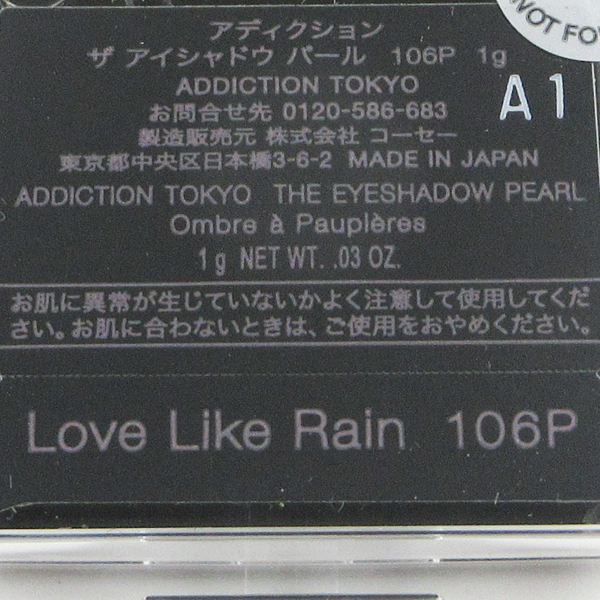 NOT FO
アディクション
ザ アイシャドウ パール 106P 1g
ADDICTION TOKYO
お問合せ先 0120-586-683
A1
製造販売元 株式会社 コーセー
東京都中央区日本橋3-6-2 MADE IN JAPAN
ADDICTION TOKYO THE EYESHADOW PEARL
Ombre à Paupières
1g NET WT. .03 OZ.
お肌に異常が生じていないかよく注意して使用してくだ
さい。お肌に合わないときは、ご使用をおやめください。
Love Like Rain 106P